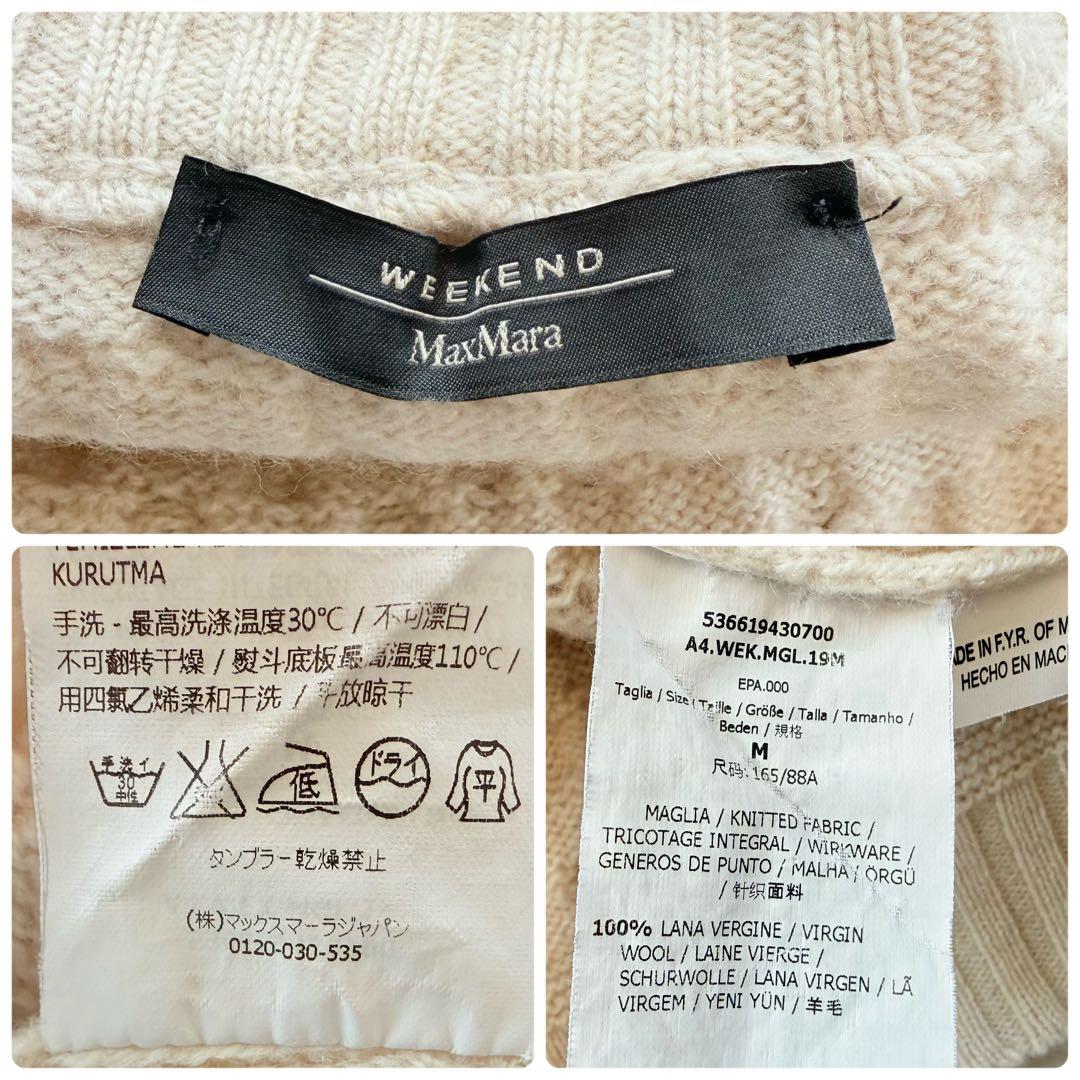 WEEKEND
MaxMara
KURUTMA
手洗 - 最高洗涤温度30℃ / 不可漂白 /
不可翻转干燥 / 熨斗底板最高温度110℃ /
用四氯乙烯柔和干洗 / 平放晾干
手洗イ
30
中性
低
ドライ
平
タンブラー乾燥禁止
(株)マックスマーラジャパン
0120-030-535
536619430700
A4.WEK.MGL.19M
EPA.000
Taglia / Size / Taille / Größe / Talla / Tamanho /
Beden / 規格
M
尺码: 165/88A
MAGLIA / KNITTED FABRIC /
TRICOTAGE INTEGRAL / WIRKWARE /
GENEROS DE PUNTO / MALHA / ÖRGÜ
/ 针织面料
100% LANA VERGINE / VIRGIN
WOOL / LAINE VIERGE /
SCHURWOLLE / LANA VIRGEN / LÃ
VIRGEM / YENI YÜN / 羊毛
IN F.Y.R. OF
HECHO EN